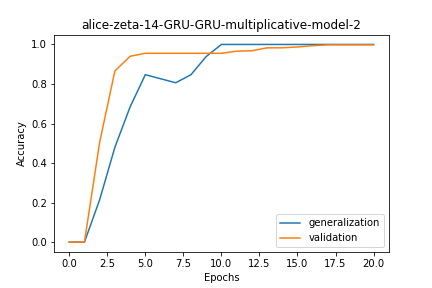 alice-zeta-14-GRU-GRU-multiplicative-model-2
1.0
0.8
0.6
0.4
0.2
0.0
Accuracy
generalization
validation
0.0 2.5 5.0 7.5 10.0 12.5 15.0 17.5 20.0
Epochs